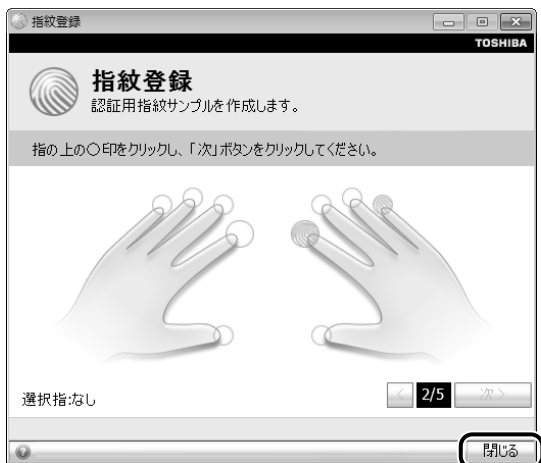 指紋登録
TOSHIBA
指紋登録
認証用指紋サンプルを作成します。
指の上の○印をクリックし、「次」ボタンをクリックしてください。
選択指:なし
< 2/5 次 >
閉じる